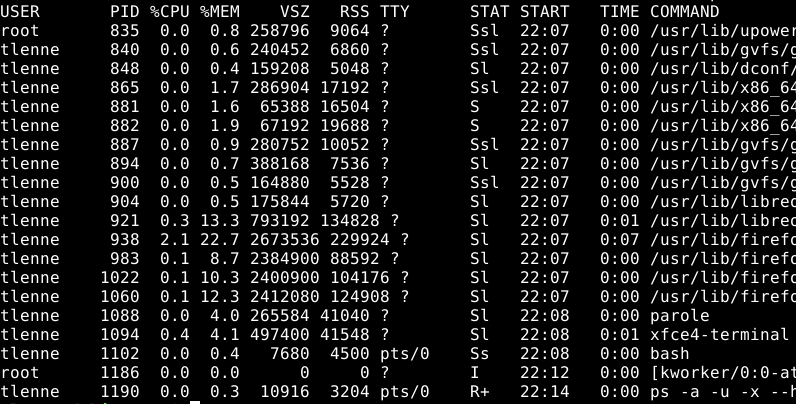 USER PID %CPU %MEM VSZ RSS TTY STAT START TIME COMMAND
root 835 0.0 0.8 258796 9064 ? Ssl 22:07 0:00 /usr/lib/upower
tlenne 840 0.0 0.6 240452 6860 ? Ssl 22:07 0:00 /usr/lib/gvfs/g
tlenne 848 0.0 0.4 159208 5048 ? Sl 22:07 0:00 /usr/lib/dconf/
tlenne 865 0.0 1.7 286904 17192 ? Ssl 22:07 0:00 /usr/lib/x86_64
tlenne 881 0.0 1.6 65388 16504 ? S 22:07 0:00 /usr/lib/x86_64
tlenne 882 0.0 1.9 67192 19688 ? S 22:07 0:00 /usr/lib/x86_64
tlenne 887 0.0 0.9 280752 10052 ? Ssl 22:07 0:00 /usr/lib/gvfs/g
tlenne 894 0.0 0.7 388168 7536 ? Sl 22:07 0:00 /usr/lib/gvfs/g
tlenne 900 0.0 0.5 164880 5528 ? Ssl 22:07 0:00 /usr/lib/gvfs/g
tlenne 904 0.0 0.5 175844 5720 ? Sl 22:07 0:00 /usr/lib/libreo
tlenne 921 0.3 13.3 793192 134828 ? Sl 22:07 0:01 /usr/lib/libreo
tlenne 938 2.1 22.7 2673536 229924 ? Sl 22:07 0:07 /usr/lib/firefo
tlenne 983 0.1 8.7 2384900 88592 ? Sl 22:07 0:00 /usr/lib/firefo
tlenne 1022 0.1 10.3 2400900 104176 ? Sl 22:07 0:00 /usr/lib/firefo
tlenne 1060 0.1 12.3 2412080 124908 ? Sl 22:07 0:00 /usr/lib/firefo
tlenne 1088 0.0 4.0 265584 41040 ? Sl 22:08 0:00 parole
tlenne 1094 0.4 4.1 497400 41548 ? Sl 22:08 0:01 xfce4-terminal
tlenne 1102 0.0 0.4 7680 4500 pts/0 Ss 22:08 0:00 bash
root 1186 0.0 0.0 0 0 ? I 22:12 0:00 [kworker/0:0-at
tlenne 1190 0.0 0.3 10916 3204 pts/0 R+ 22:14 0:00 ps -a -u -x --h